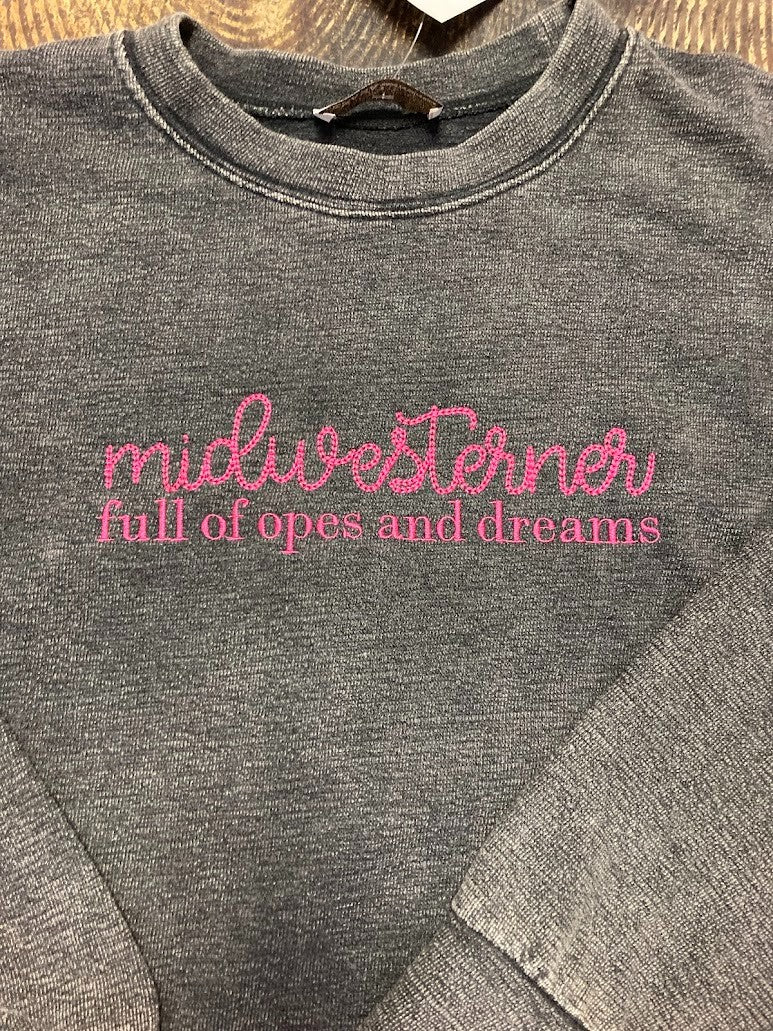 midwesterner
full of opes and dreams